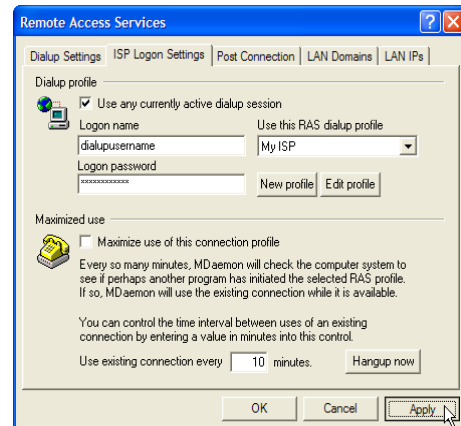 Remote Access Services
Dialup Settings ISP Logon Settings Post Connection LAN Domains LAN IPs
Dialup profile
Use any currently active dialup session
Logon name Use this RAS dialup profile
dialupusername My ISP
Logon password
xxxxxxxxxxxx New profile Edit profile
Maximized use
Maximize use of this connection profile
Every so many minutes, MDaemon will check the computer system to
see if perhaps another program has initiated the selected RAS profile.
If so, MDaemon will use the existing connection while it is available.
You can control the time interval between uses of an existing
connection by entering a value in minutes into this control.
Use existing connection every 10 minutes. Hangup now
OK Cancel Apply